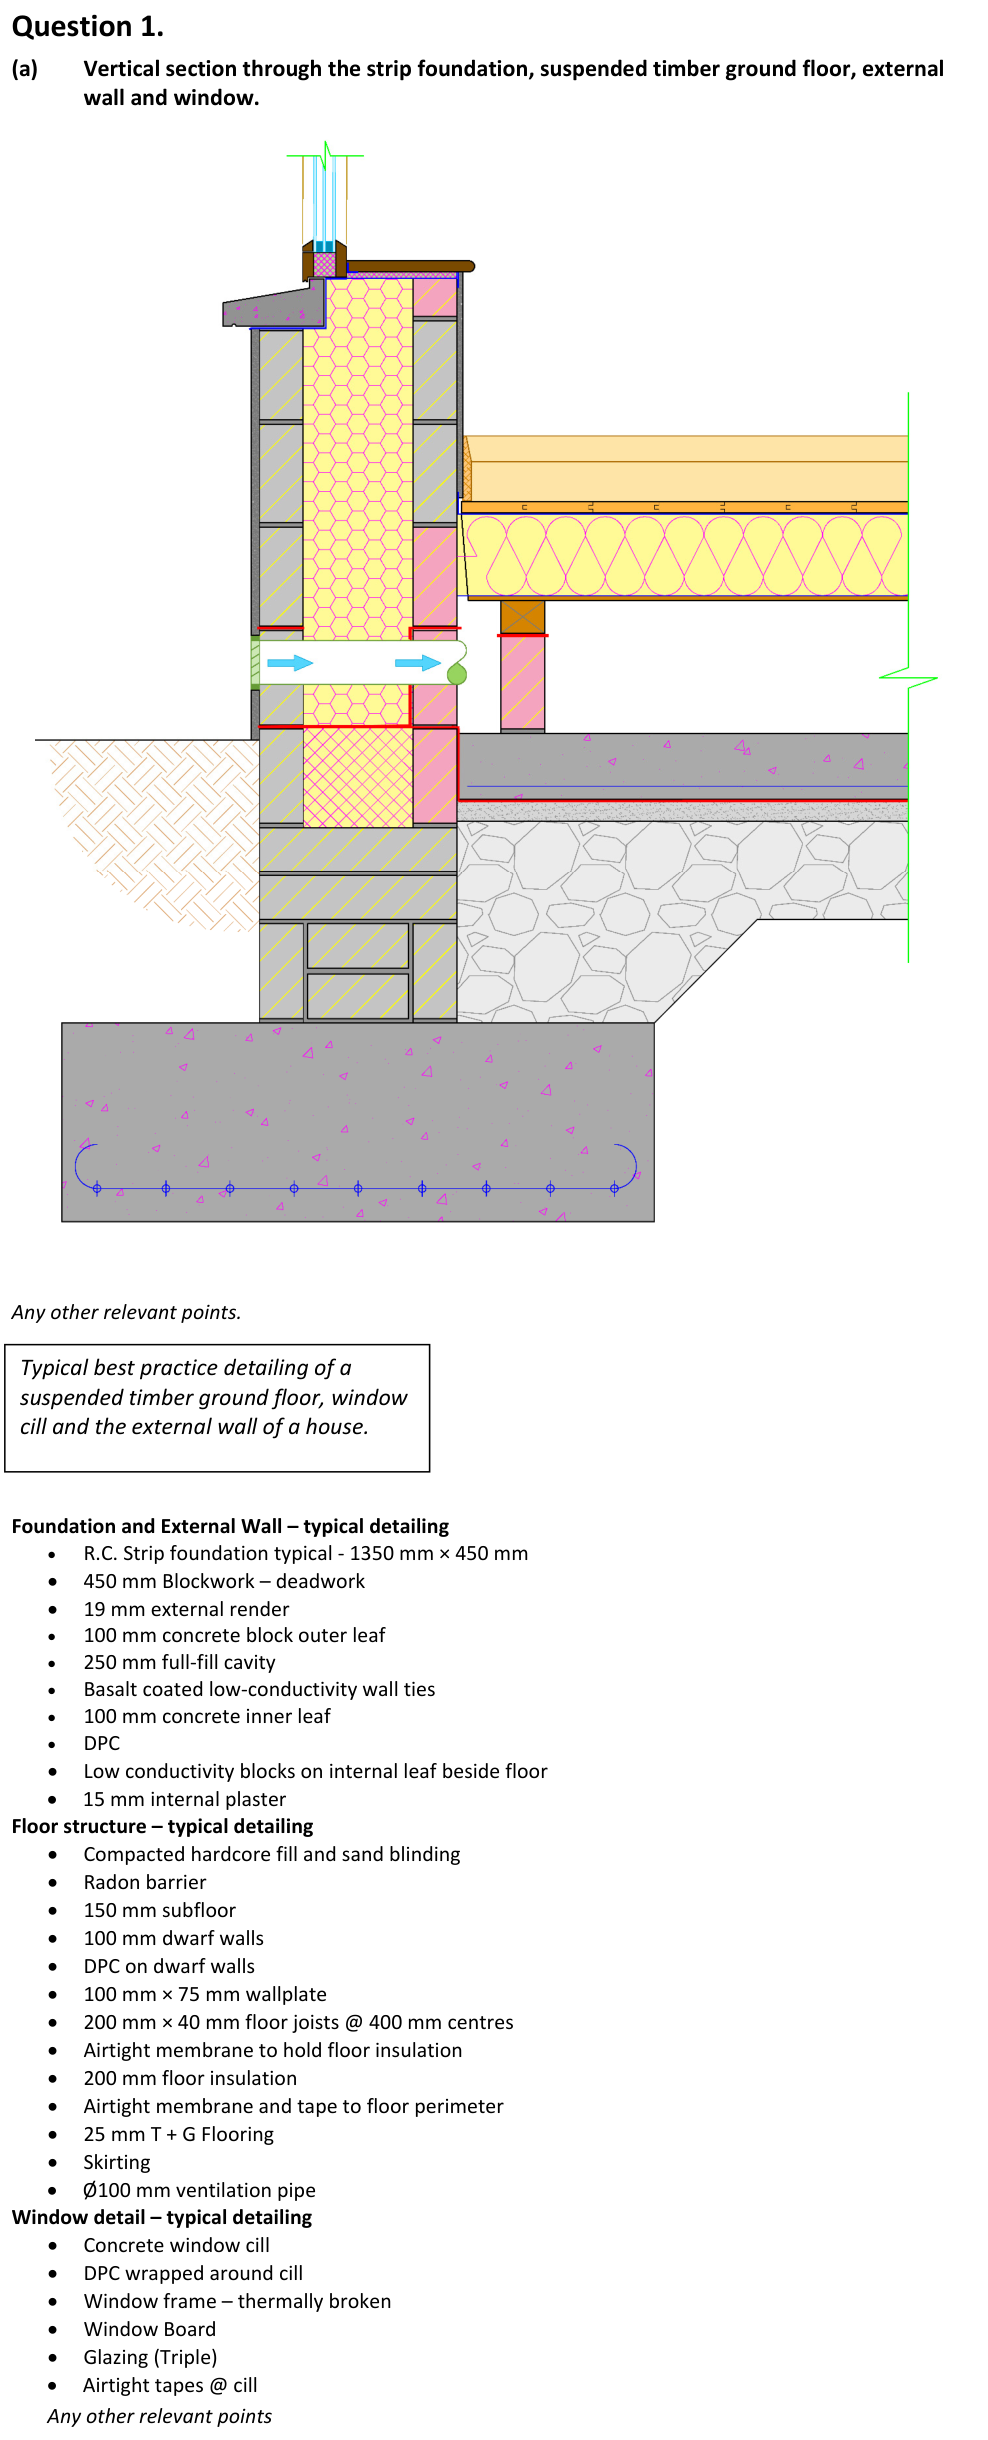 Question 1.
(a) Vertical section through the strip foundation, suspended timber ground floor, external
wall and window.
Any other relevant points.
Typical best practice detailing of a
suspended timber ground floor, window
cill and the external wall of a house.
Foundation and External Wall – typical detailing
• R.C. Strip foundation typical - 1350 mm × 450 mm
• 450 mm Blockwork – deadwork
• 19 mm external render
• 100 mm concrete block outer leaf
• 250 mm full-fill cavity
• Basalt coated low-conductivity wall ties
• 100 mm concrete inner leaf
• DPC
• Low conductivity blocks on internal leaf beside floor
• 15 mm internal plaster
Floor structure – typical detailing
• Compacted hardcore fill and sand blinding
• Radon barrier
• 150 mm subfloor
• 100 mm dwarf walls
• DPC on dwarf walls
• 100 mm × 75 mm wallplate
• 200 mm × 40 mm floor joists @ 400 mm centres
• Airtight membrane to hold floor insulation
• 200 mm floor insulation
• Airtight membrane and tape to floor perimeter
• 25 mm T + G Flooring
• Skirting
• Ø100 mm ventilation pipe
Window detail – typical detailing
• Concrete window cill
• DPC wrapped around cill
• Window frame – thermally broken
• Window Board
• Glazing (Triple)
• Airtight tapes @ cill
Any other relevant points